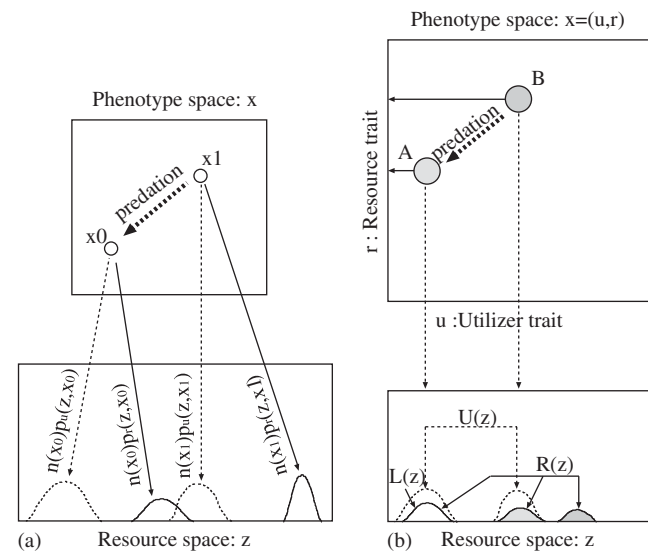 Phenotype space: x
x1
predation
x0
n(x0)pu(z,x0)
n(x0)pr(z,x0)
n(x1)pu(z,x1)
n(x1)pr(z,x1)
(a)
Resource space: z
Phenotype space: x=(u,r)
B
predation
A
r : Resource trait
u :Utilizer trait
U(z)
L(z)
R(z)
(b)
Resource space: z